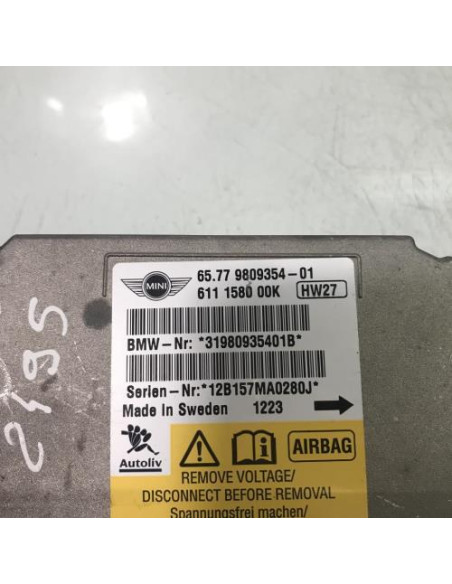 MINI
65.77 9809354-01
611 1580 00K HW27
BMW-Nr: *31980935401B*
Serien-Nr:*12B157MA0280J*
Made In Sweden 1223
Autoliv
AIRBAG
REMOVE VOLTAGE/
DISCONNECT BEFORE REMOVAL
Spannungsfrei machen/